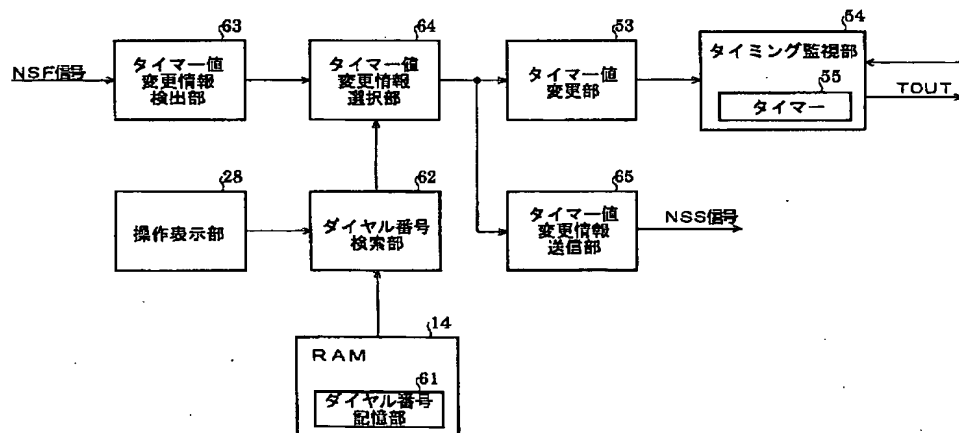 63
64
53
54
NSF信号
タイマー値
変更情報
検出部
タイマー値
変更情報
選択部
タイマー値
変更部
タイミング監視部
55
タイマー
TOUT
28
62
65
操作表示部
ダイヤル番号
検索部
タイマー値
変更情報
送信部
NSS信号
14
RAM
61
ダイヤル番号
記憶部